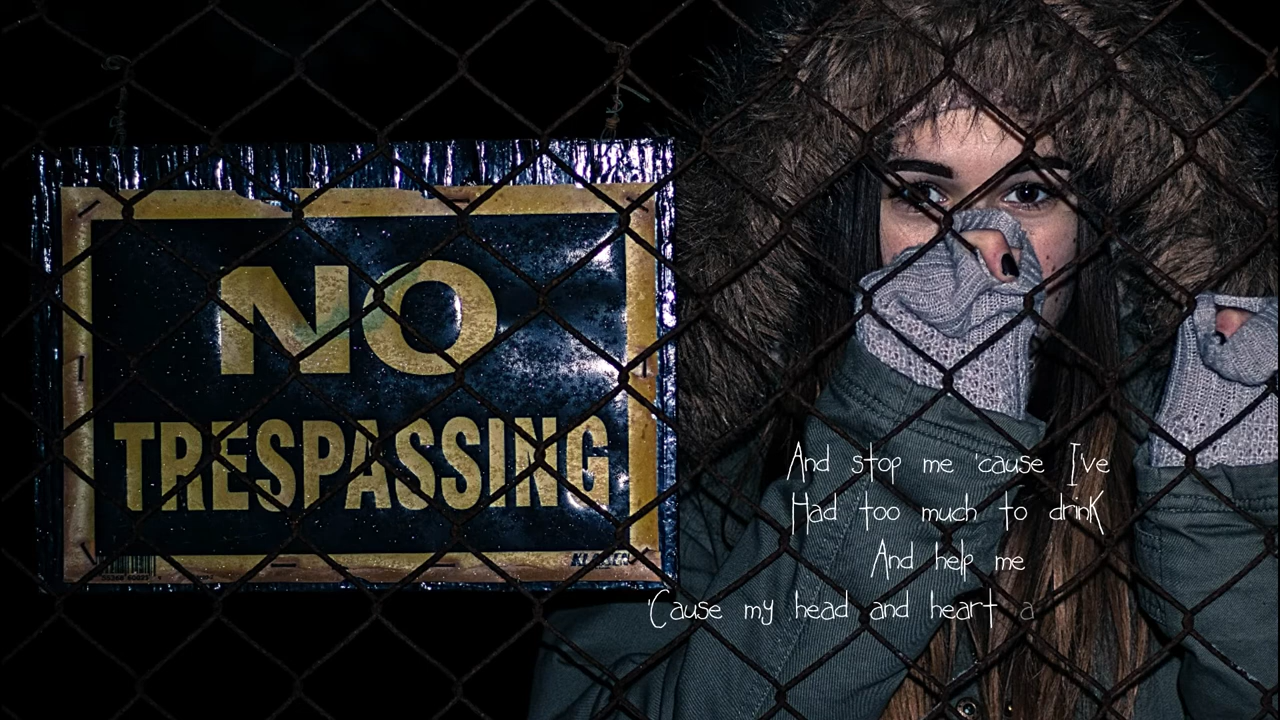 NO
TRESPASSING
And stop me 'cause I've
Had too much to drink
And help me
'Cause my head and heart a